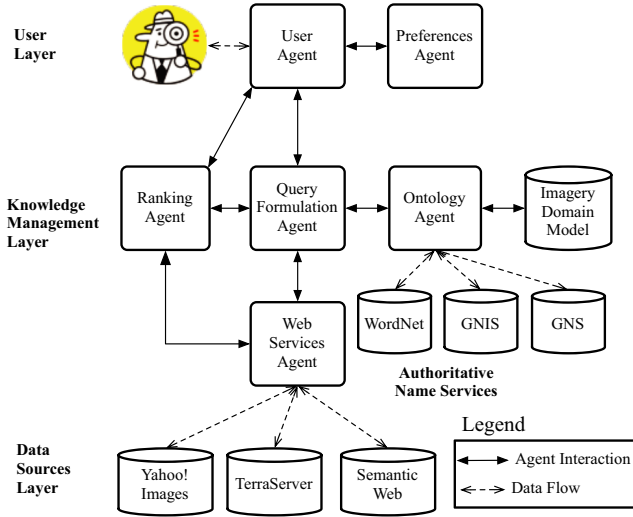 User
Layer
User
Agent
Preferences
Agent
Knowledge
Management
Layer
Ranking
Agent
Query
Formulation
Agent
Ontology
Agent
Imagery
Domain
Model
WordNet
GNIS
GNS
Web
Services
Agent
Authoritative
Name Services
Data
Sources
Layer
Yahoo!
Images
TerraServer
Semantic
Web
Legend
Agent Interaction
Data Flow